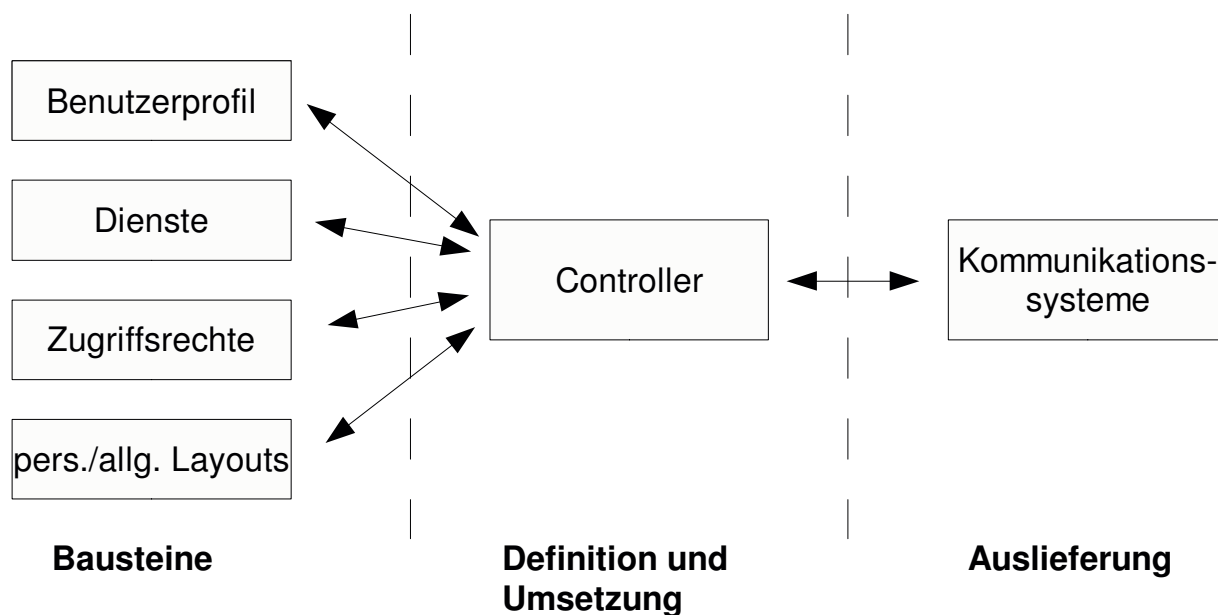 Benutzerprofil
Dienste
Zugriffsrechte
pers./allg. Layouts
Controller
Kommunikations-
systeme
Bausteine
Definition und
Umsetzung
Auslieferung